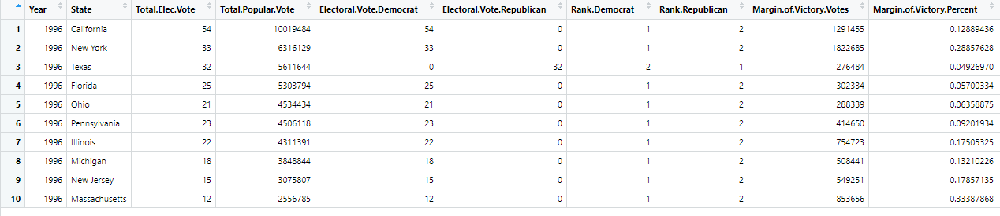 Year State Total.Elec.Vote Total.Popular.Vote Electoral.Vote.Democrat Electoral.Vote.Republican Rank.Democrat Rank.Republican Margin.of.Victory.Votes Margin.of.Victory.Percent
1 1996 California 54 10019484 54 0 1 2 1291455 0.12889436
2 1996 New York 33 6316129 33 0 1 2 1822685 0.28857628
3 1996 Texas 32 5611644 0 32 2 1 276484 0.04926970
4 1996 Florida 25 5303794 25 0 1 2 302334 0.05700334
5 1996 Ohio 21 4534434 21 0 1 2 288339 0.06358875
6 1996 Pennsylvania 23 4506118 23 0 1 2 414650 0.09201934
7 1996 Illinois 22 4311391 22 0 1 2 754723 0.17505325
8 1996 Michigan 18 3848844 18 0 1 2 508441 0.13210226
9 1996 New Jersey 15 3075807 15 0 1 2 549251 0.17857135
10 1996 Massachusetts 12 2556785 12 0 1 2 853656 0.33387868